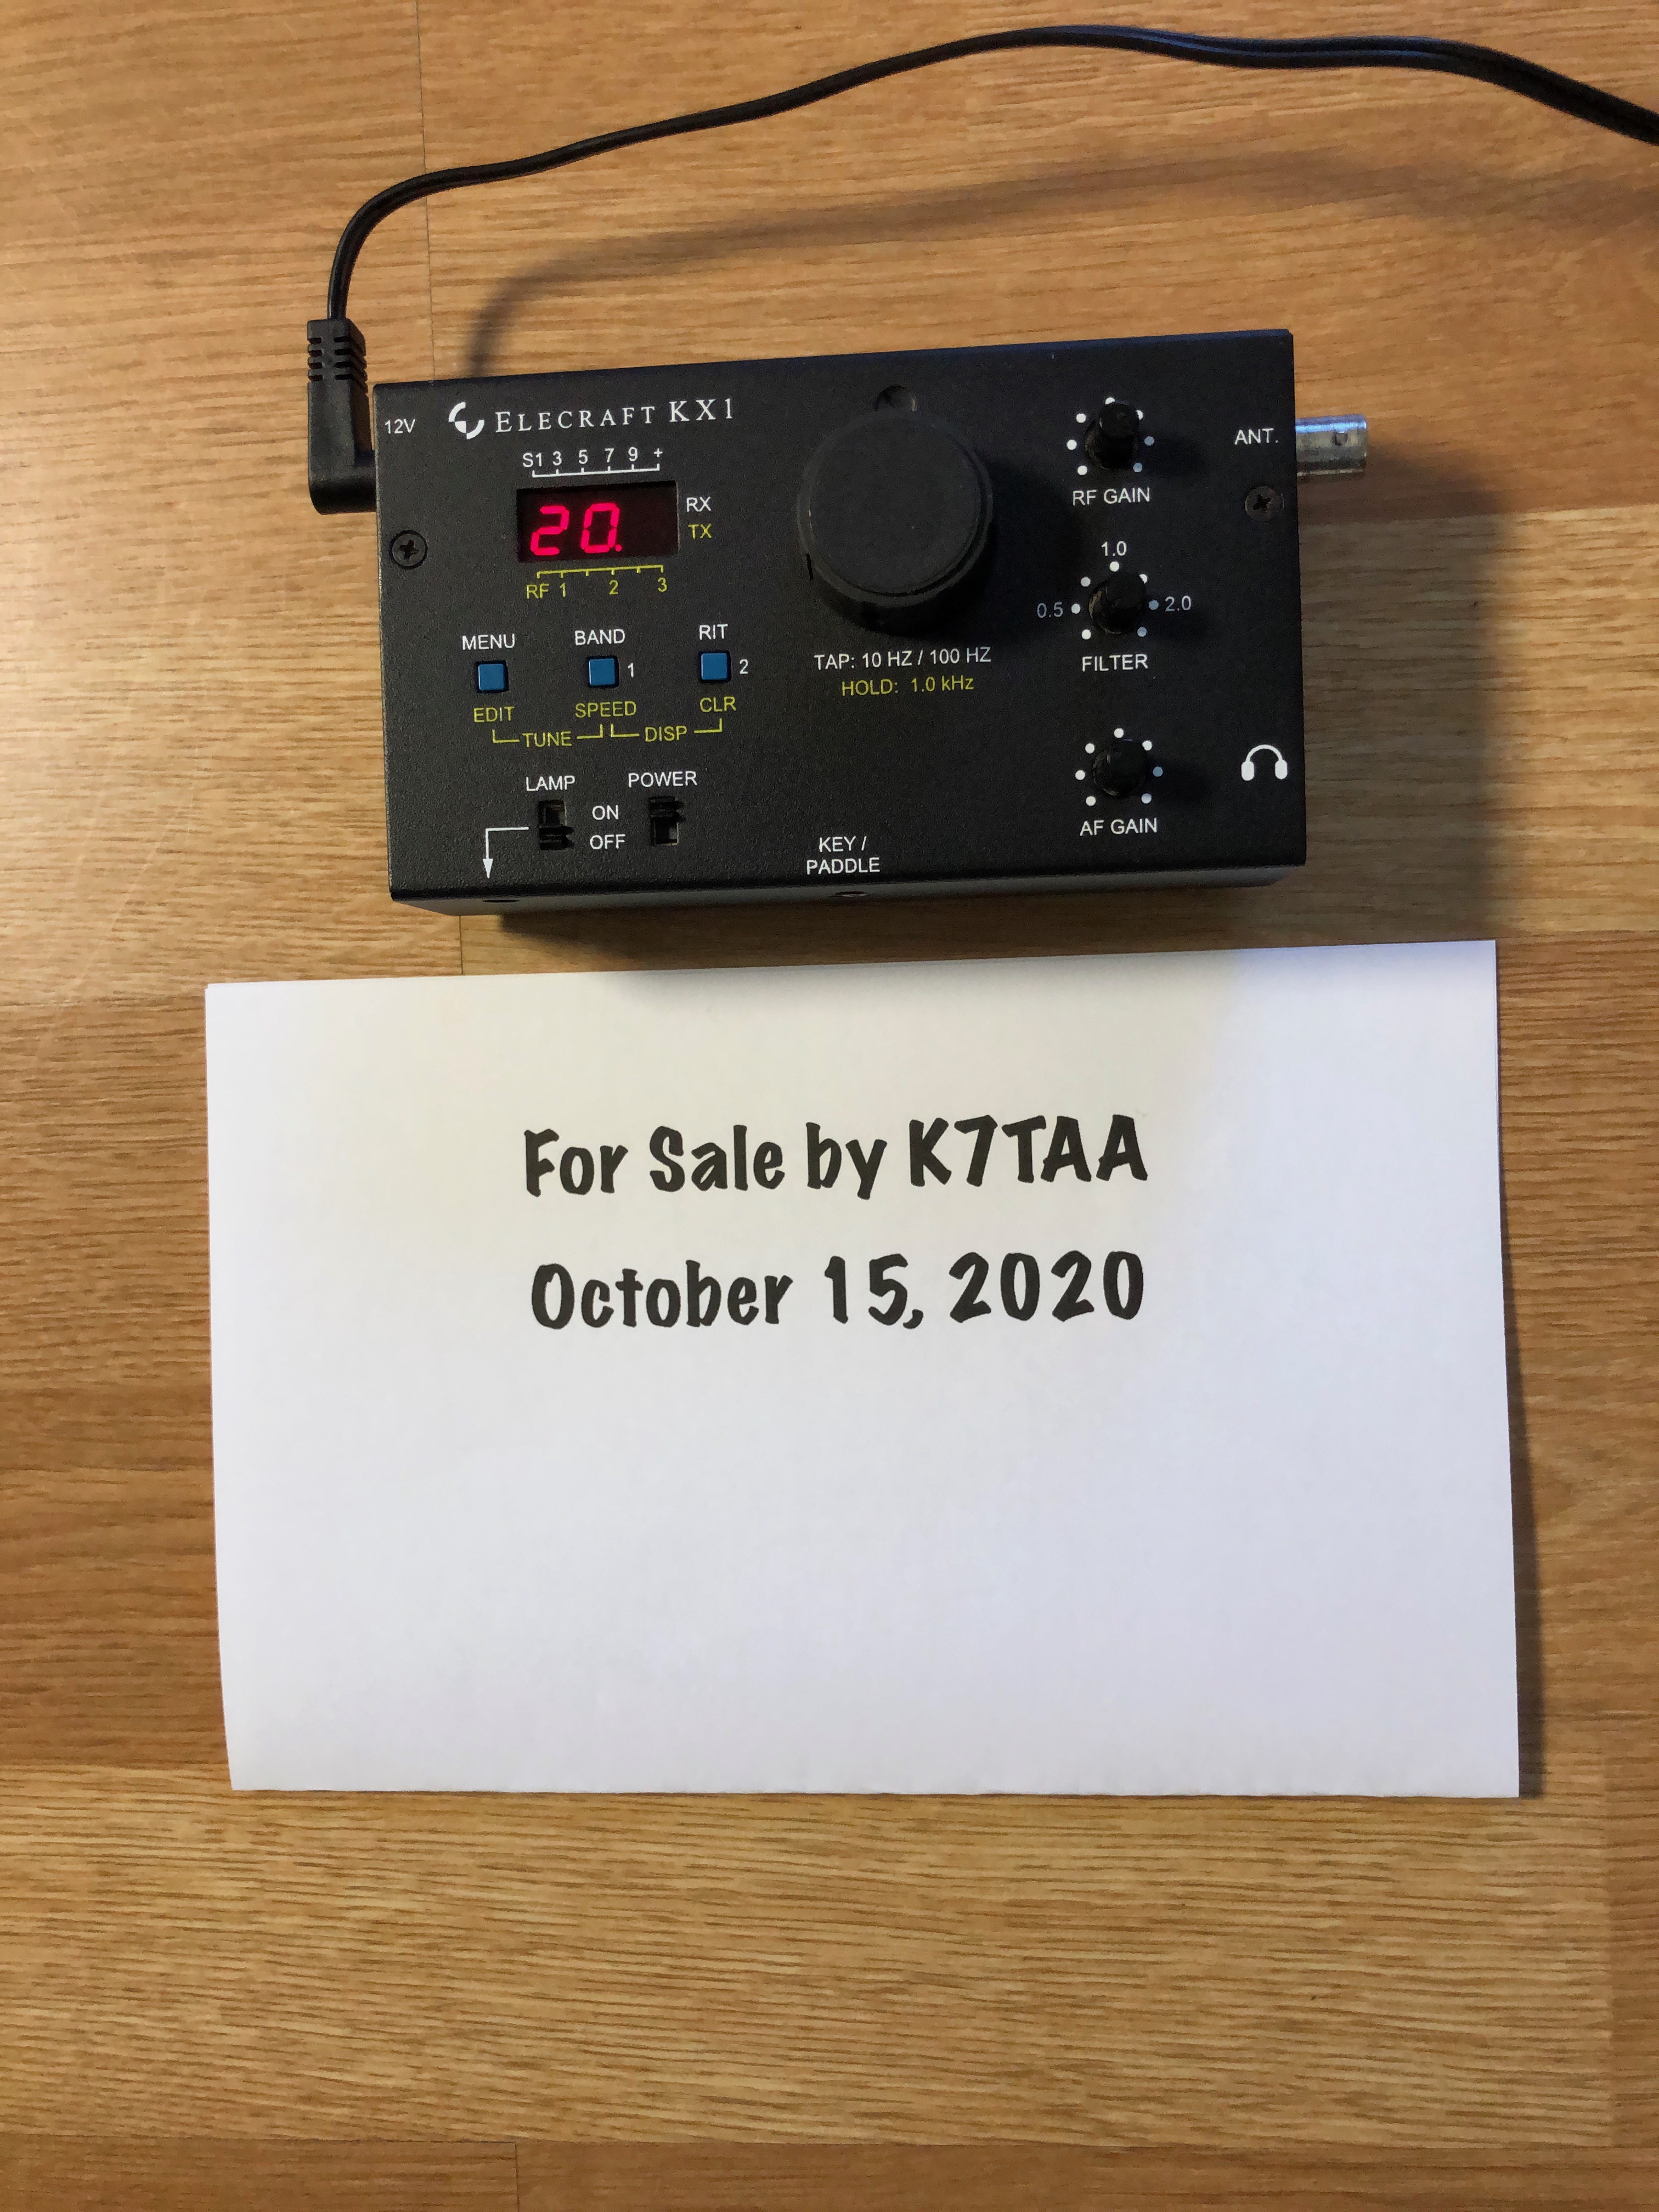 12V
ELECRAFT KX1
ANT.
S1 3 5 7 9 +
RX
20.
TX
RF 1 2 3
RF GAIN
1.0
0.5
2.0
FILTER
MENU
BAND
RIT
1
2
EDIT
SPEED
CLR
TUNE
DISP
TAP: 10 HZ / 100 HZ
HOLD: 1.0 kHz
LAMP
POWER
ON
OFF
KEY /
PADDLE
AF GAIN
For Sale by K7TAA
October 15, 2020